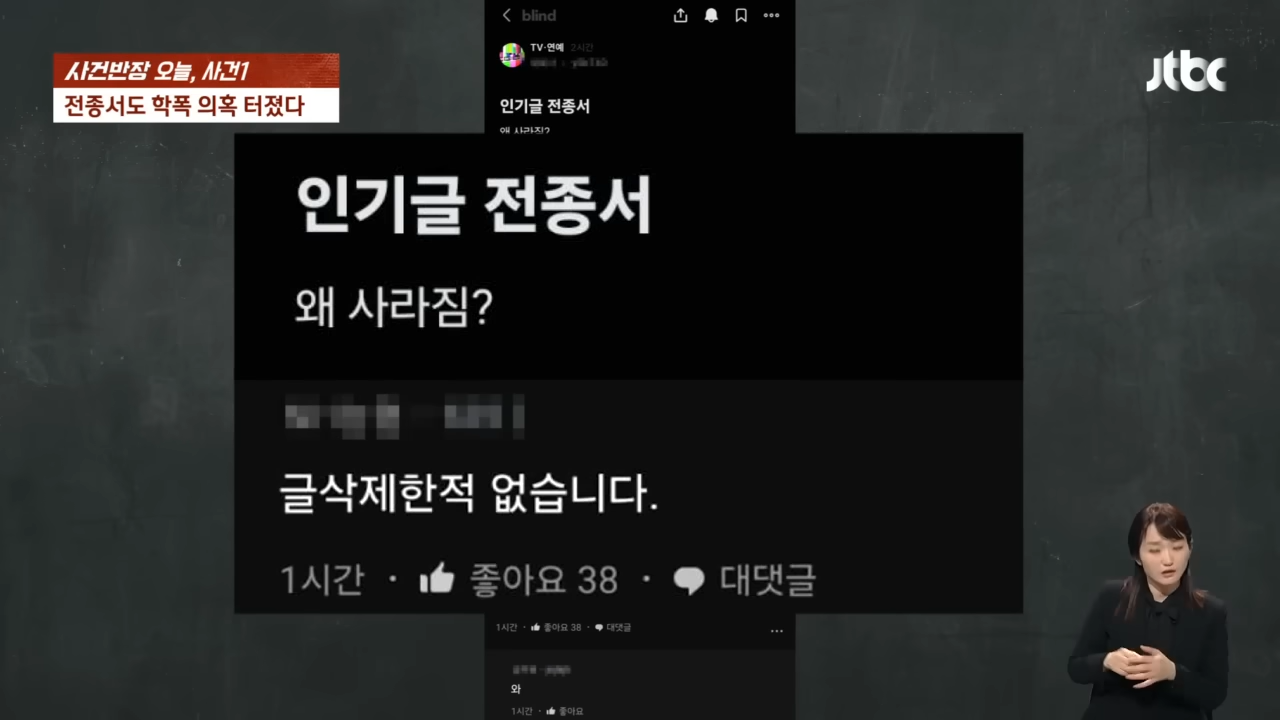 blind
TV·연예 2시간
인기글 전종서
왜 사라짐?
사건반장 오늘, 사건1
전종서도 학폭 의혹 터졌다
jtbc
인기글 전종서
왜 사라짐?
글삭제한적 없습니다.
1시간 · 좋아요 38 · 대댓글
1시간 · 좋아요 38 · 대댓글
와
1시간 · 좋아요